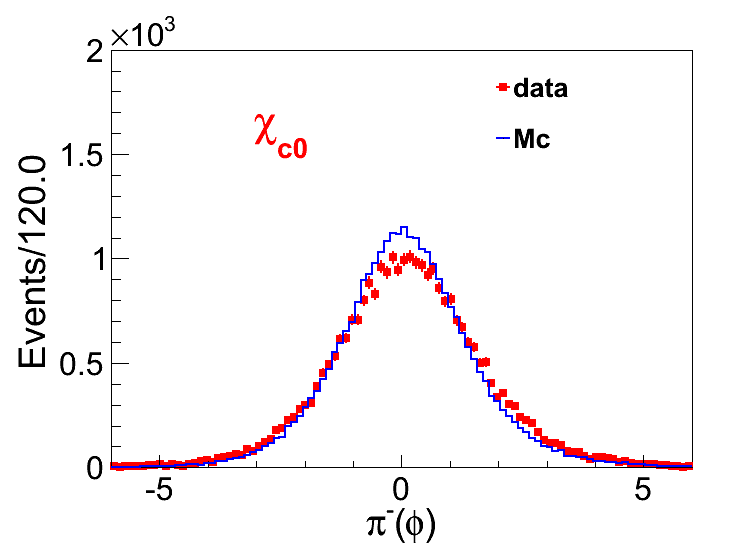 ×10³
2
1.5
1
0.5
0
Events/120.0
χc0
data
Mc
-5 0 5
π⁻(ϕ)